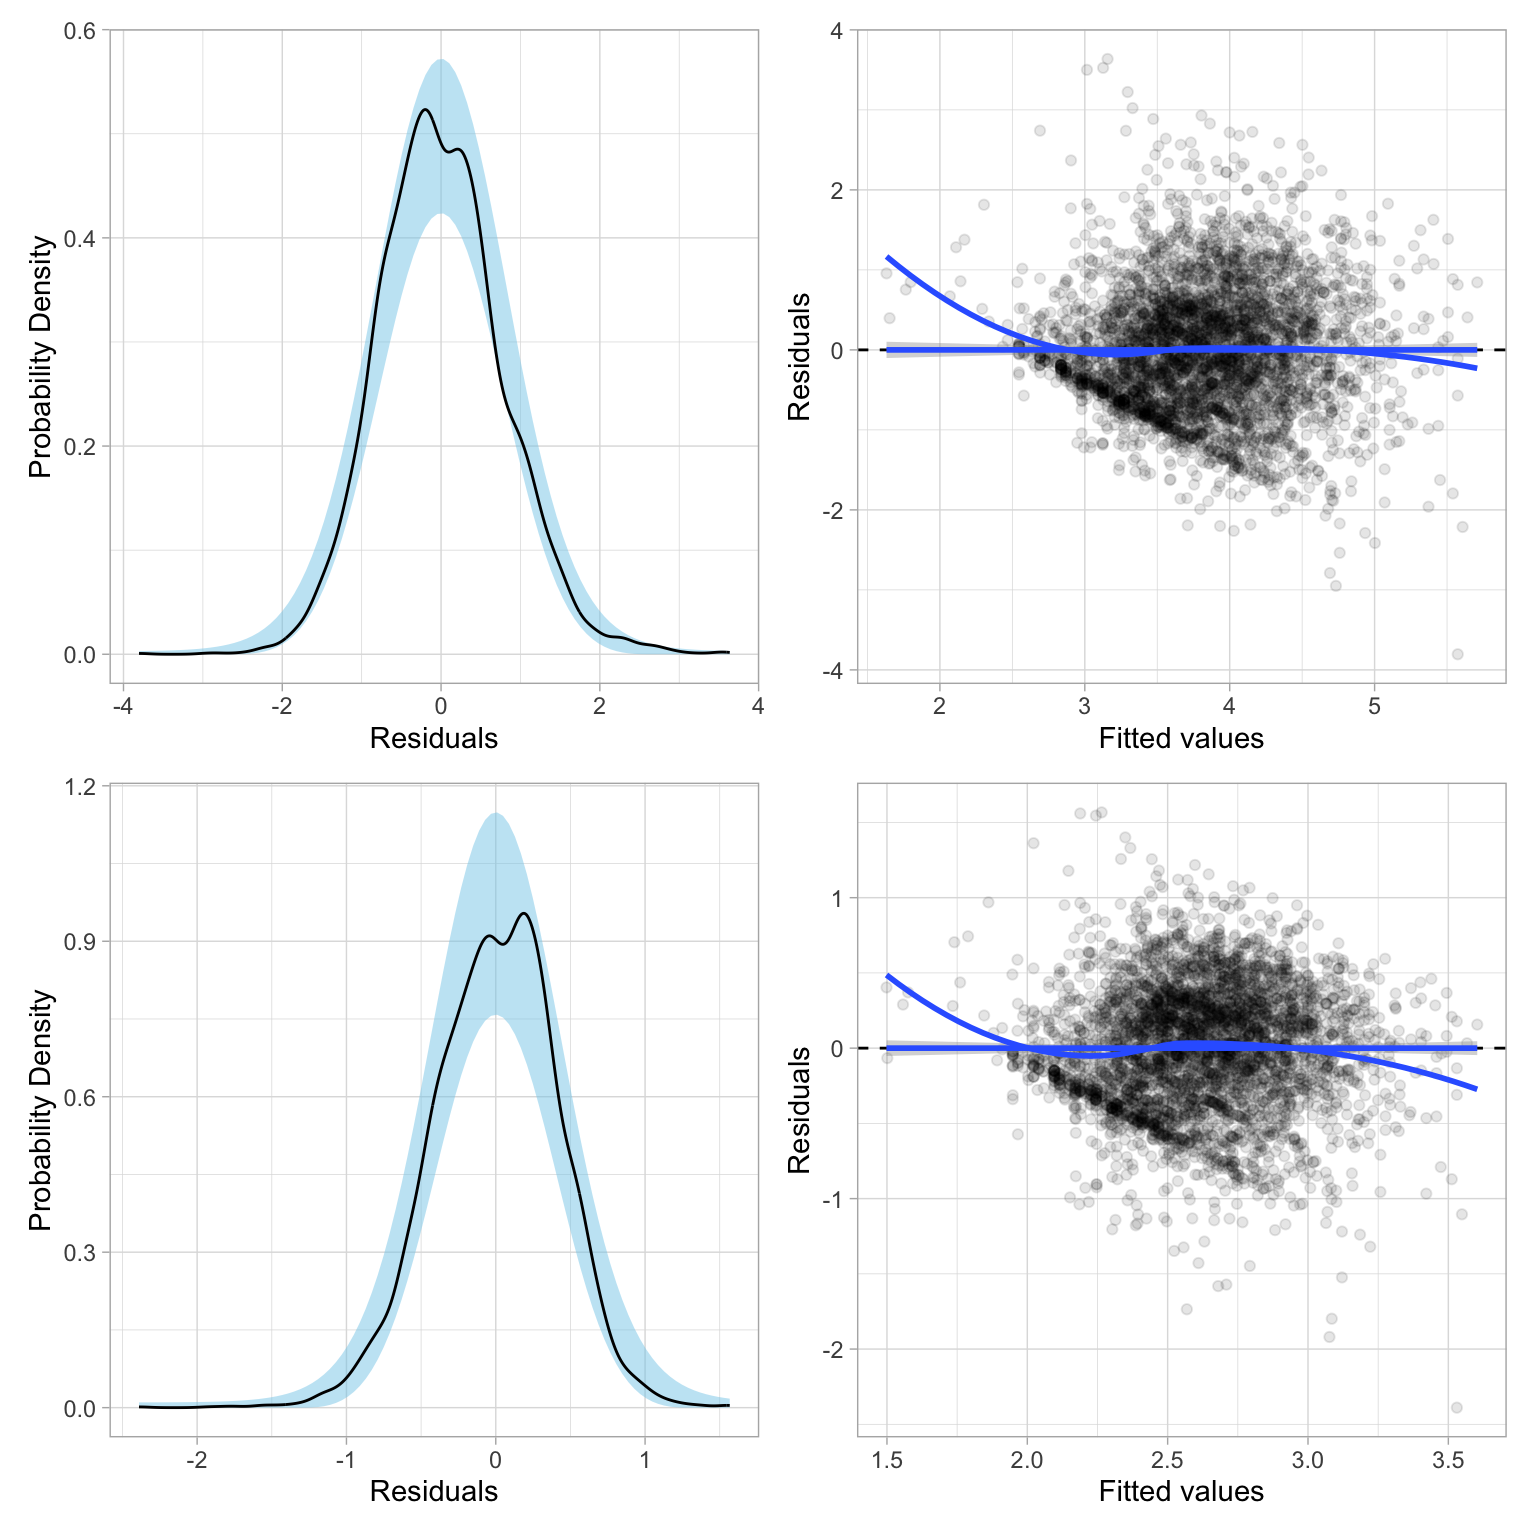 0.6
0.4
0.2
0.0
Probability Density
-4 -2 0 2 4
Residuals
4
2
0
-2
-4
Residuals
2 3 4 5
Fitted values
1.2
0.9
0.6
0.3
0.0
Probability Density
-2 -1 0 1
Residuals
1
0
-1
-2
Residuals
1.5 2.0 2.5 3.0 3.5
Fitted values